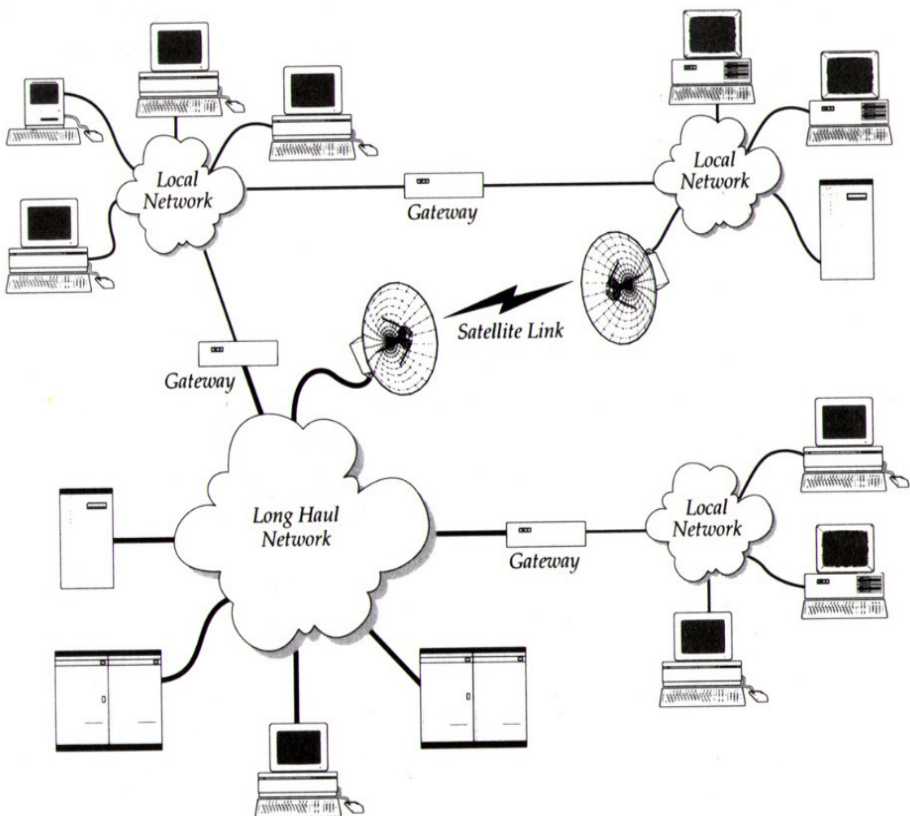 Local
Network
Local
Network
Gateway
Satellite Link
Gateway
Long Haul
Network
Local
Network
Gateway